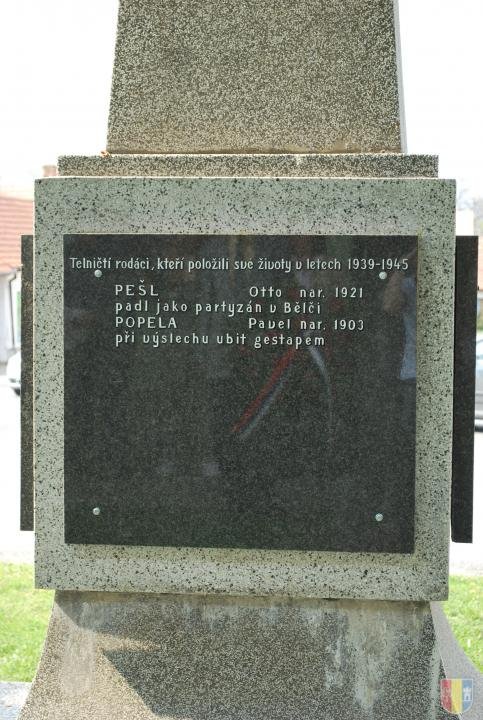 Telničtí rodáci, kteří položili své životy v letech 1939-1945
PEŠL Otto nar. 1921
padl jako partyzán v Bělči
POPELA Pavel nar. 1903
při výslechu ubit gestapem